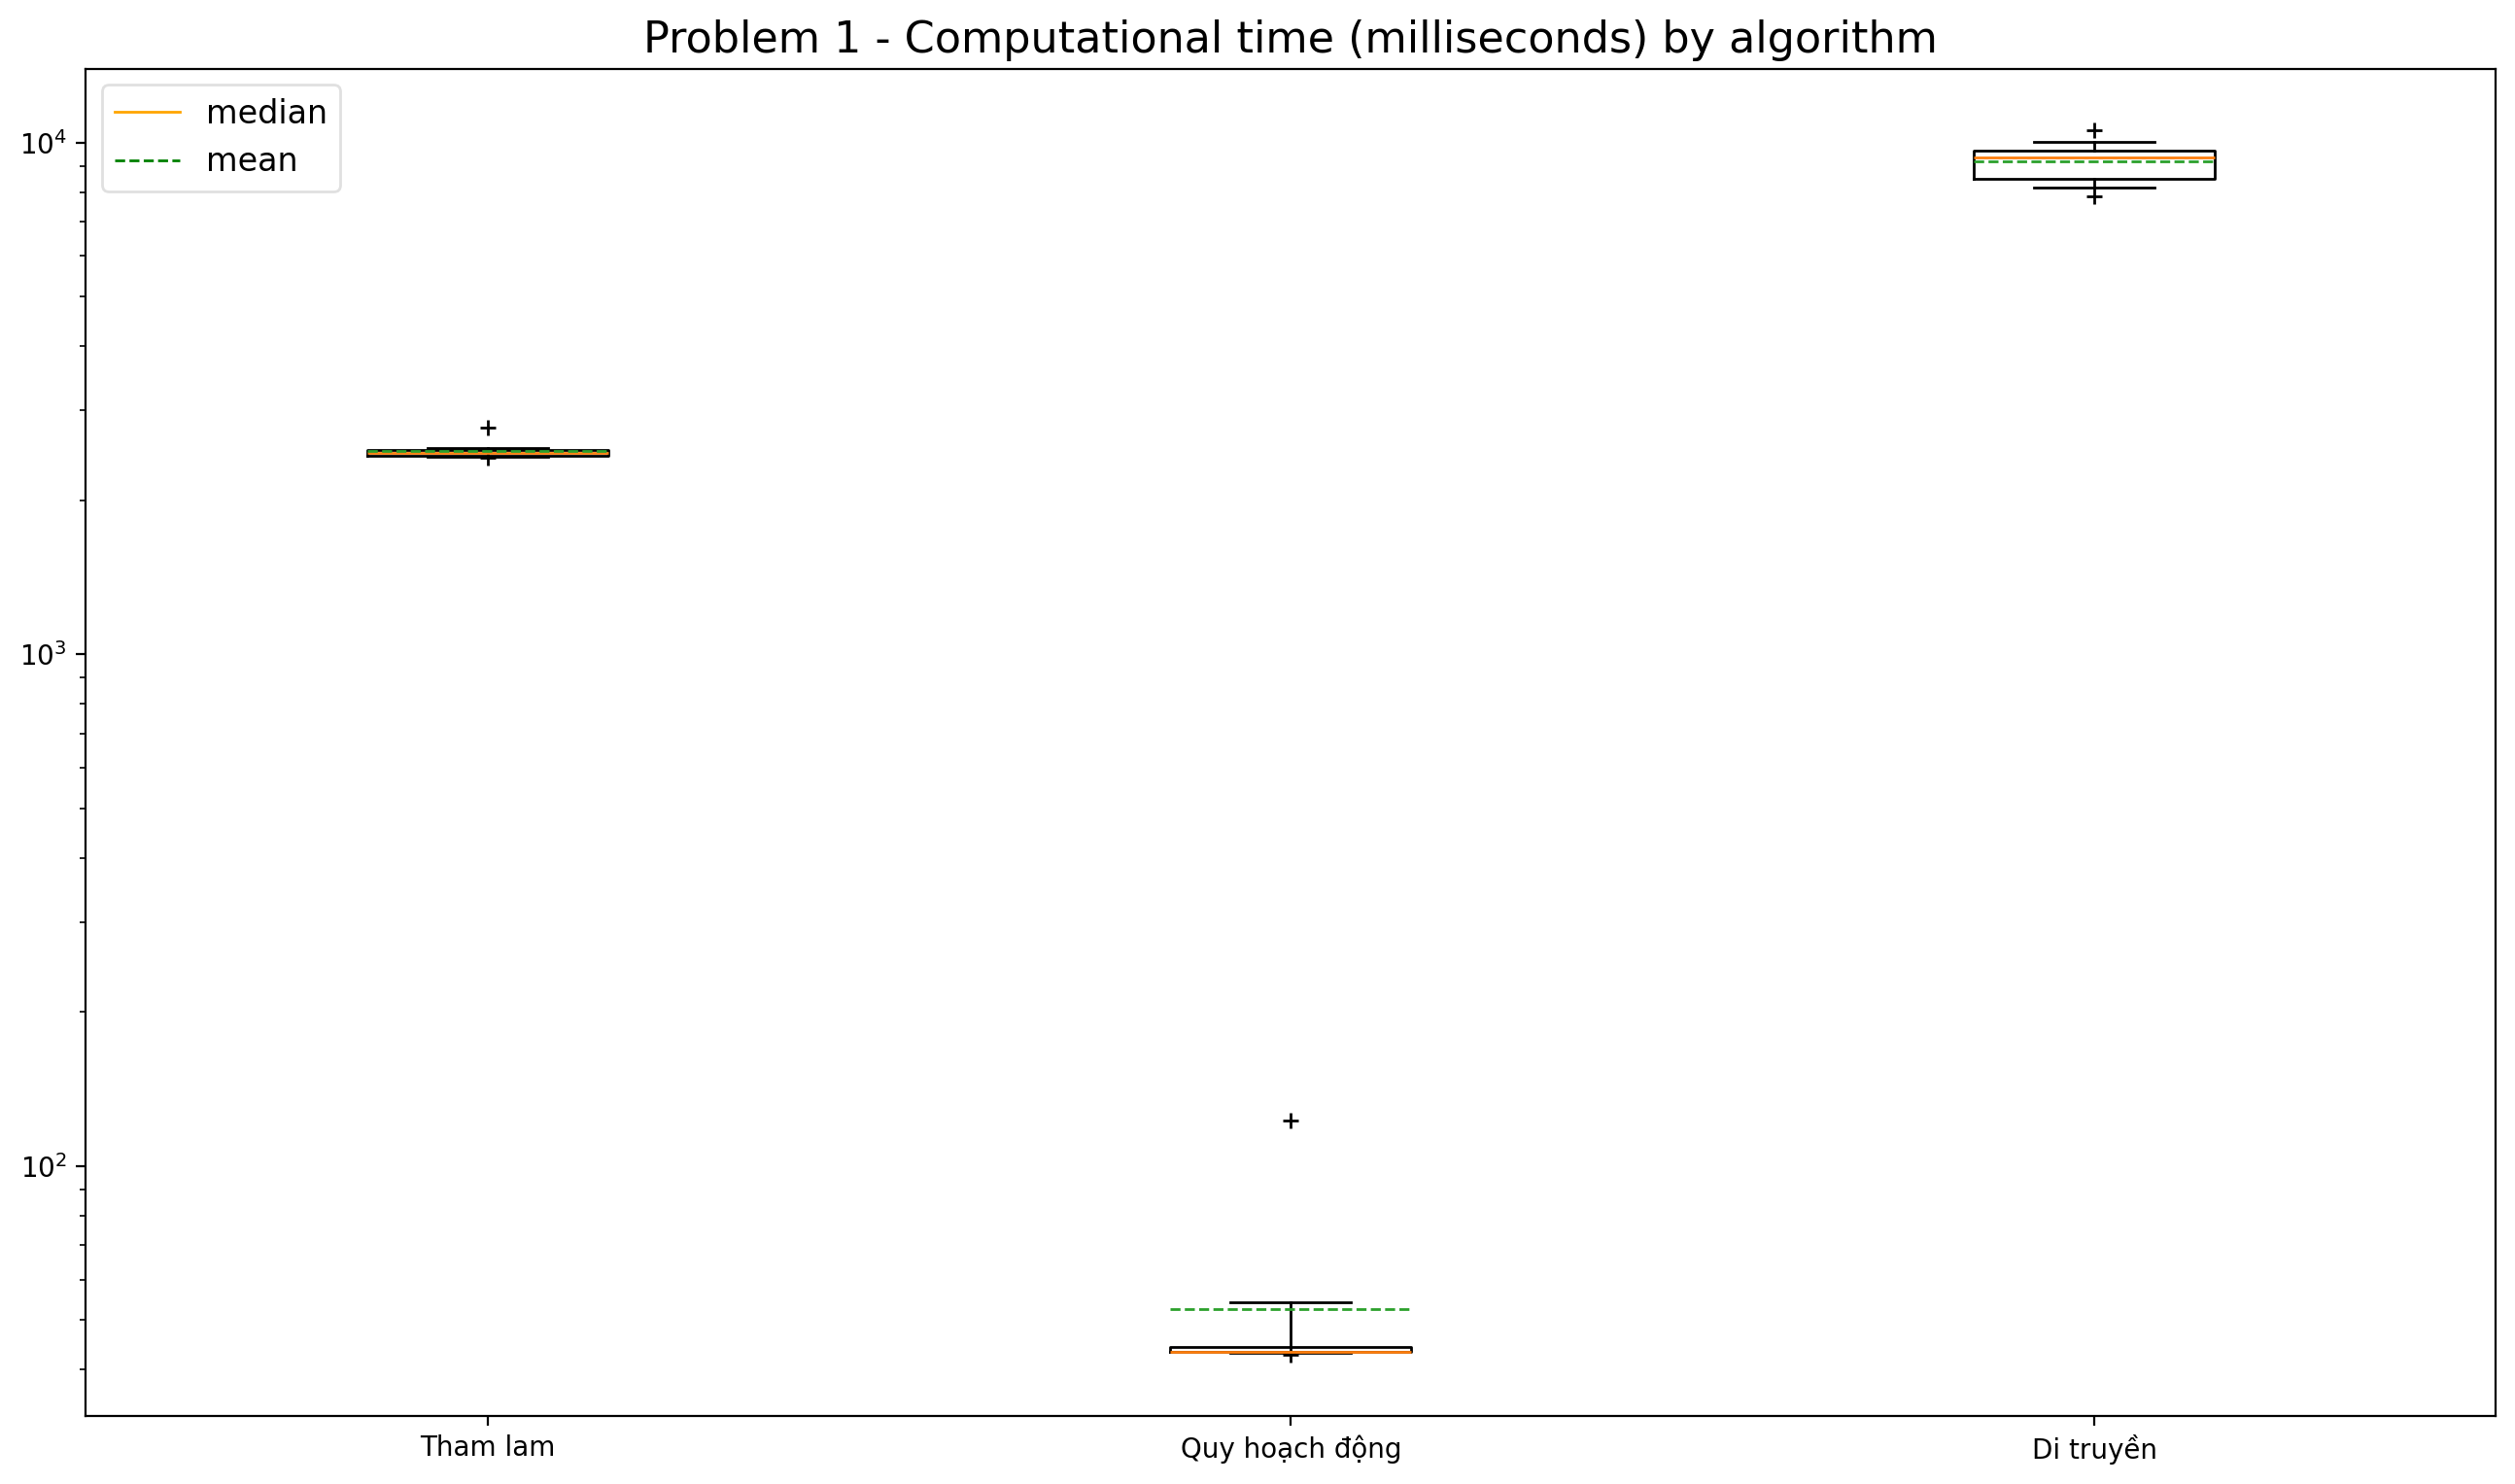 Problem 1 - Computational time (milliseconds) by algorithm
median
mean
10⁴
10³
10²
Tham lam
Quy hoạch động
Di truyền